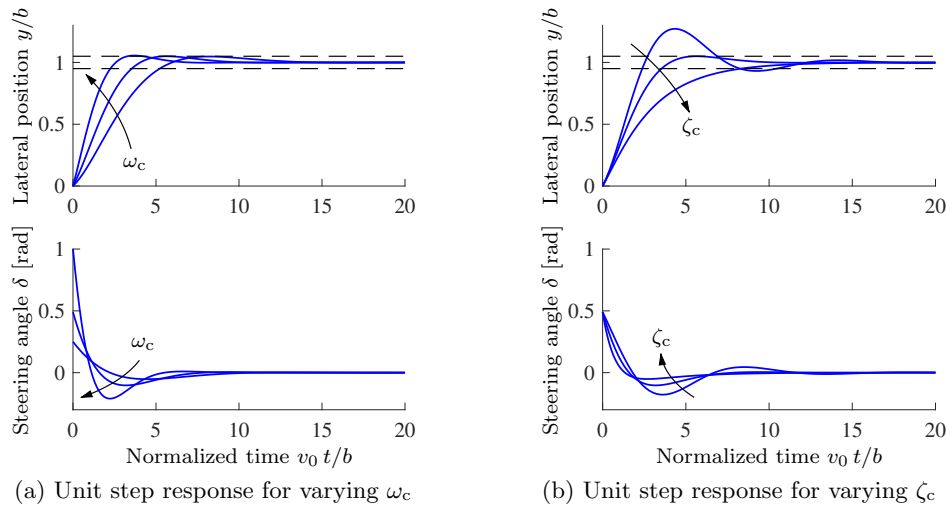 Lateral position y/b
1
0.5
0
ω_c
0 5 10 15 20
Steering angle δ [rad]
1
0.5
0
ω_c
0 5 10 15 20
Normalized time v_0 t/b
(a) Unit step response for varying ω_c
Lateral position y/b
1
0.5
0
ζ_c
0 5 10 15 20
Steering angle δ [rad]
1
0.5
0
ζ_c
0 5 10 15 20
Normalized time v_0 t/b
(b) Unit step response for varying ζ_c